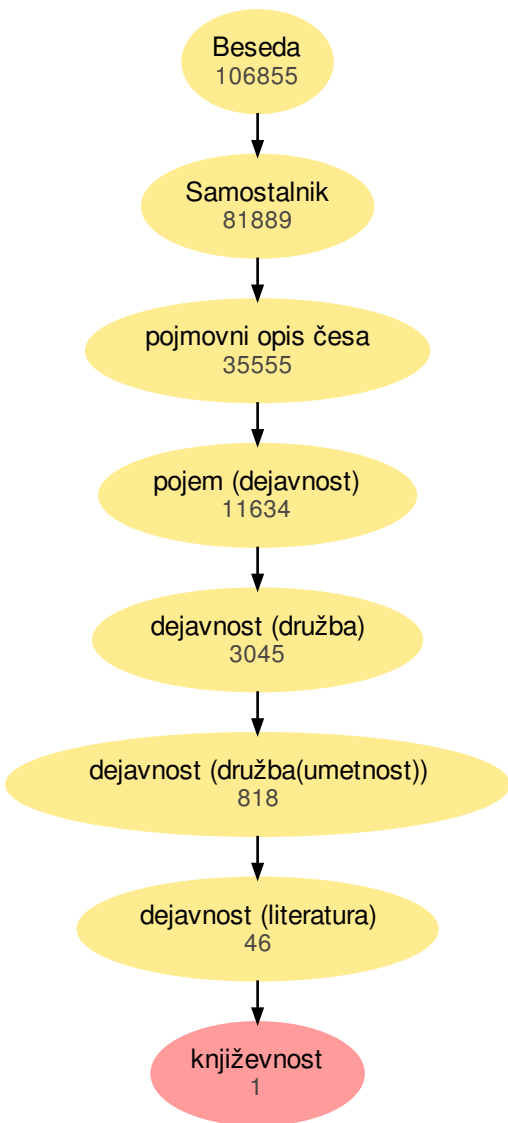 Beseda
106855
Samostalnik
81889
pojmovni opis česa
35555
pojem (dejavnost)
11634
dejavnost (družba)
3045
dejavnost (družba(umetnost))
818
dejavnost (literatura)
46
književnost
1